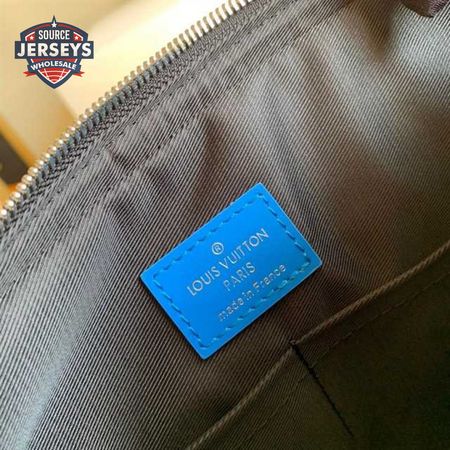 SOURCE
JERSEYS
WHOLESALE
®
LOUIS VUITTON
PARIS
made in France